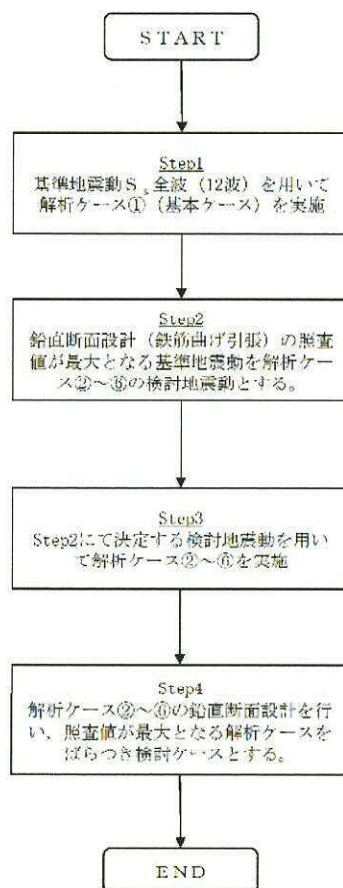 START
Step1
基準地震動Ｓs全波（12波）を用いて
解析ケース①（基本ケース）を実施
Step2
鉛直断面設計（鉄筋曲げ引張）の照査
値が最大となる基準地震動を解析ケー
ス②～⑥の検討地震動とする。
Step3
Step2にて決定する検討地震動を用い
て解析ケース②～⑥を実施
Step4
解析ケース②～⑥の鉛直断面設計を行
い、照査値が最大となる解析ケースを
ばらつき検討ケースとする。
END